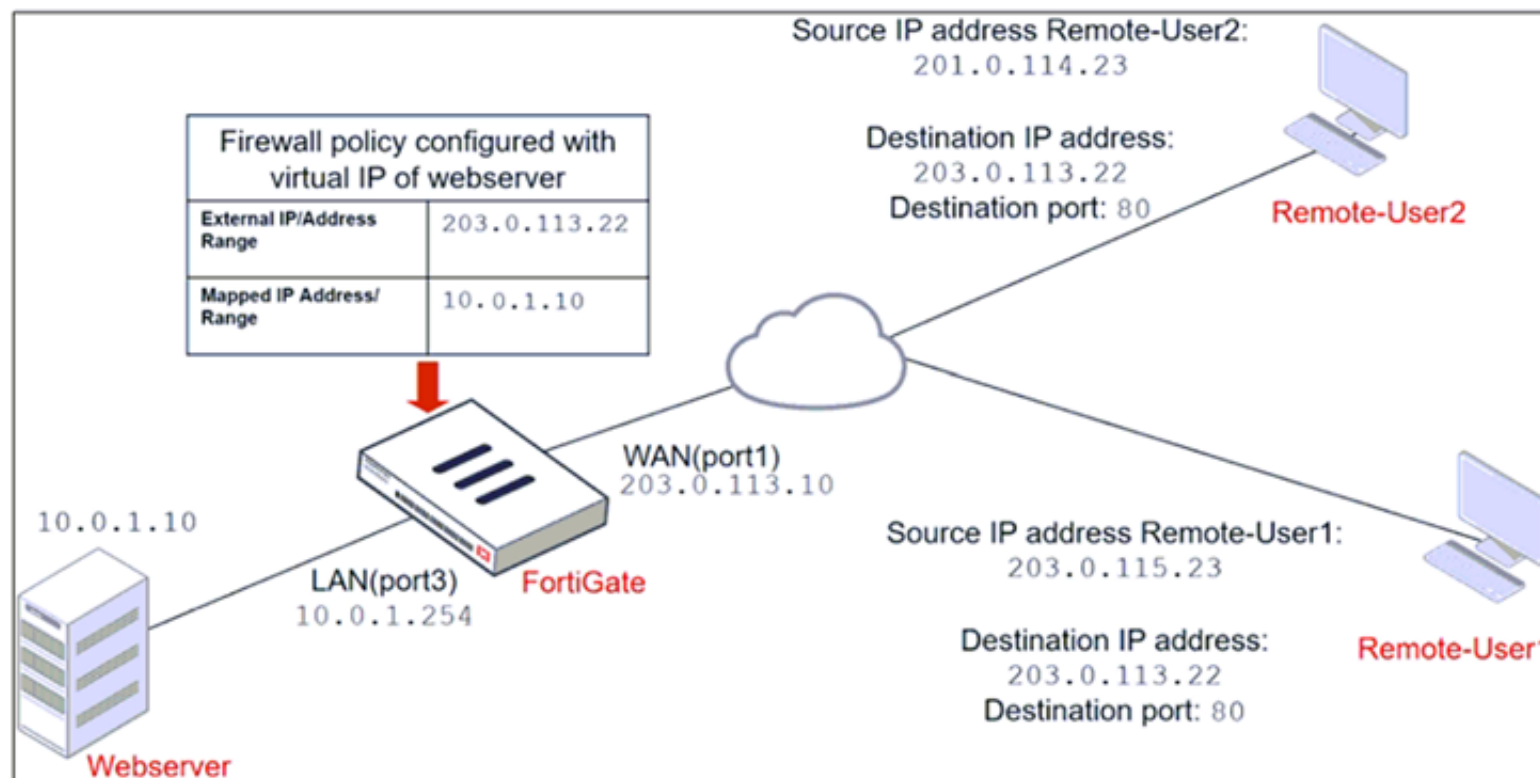 Source IP address Remote-User2:
201.0.114.23
Destination IP address:
203.0.113.22
Destination port: 80
Remote-User2
Firewall policy configured with
virtual IP of webserver
External IP/Address
Range
203.0.113.22
Mapped IP Address/
Range
10.0.1.10
WAN(port1)
203.0.113.10
10.0.1.10
LAN(port3)
10.0.1.254
FortiGate
Webserver
Source IP address Remote-User1:
203.0.115.23
Destination IP address:
203.0.113.22
Destination port: 80
Remote-User1